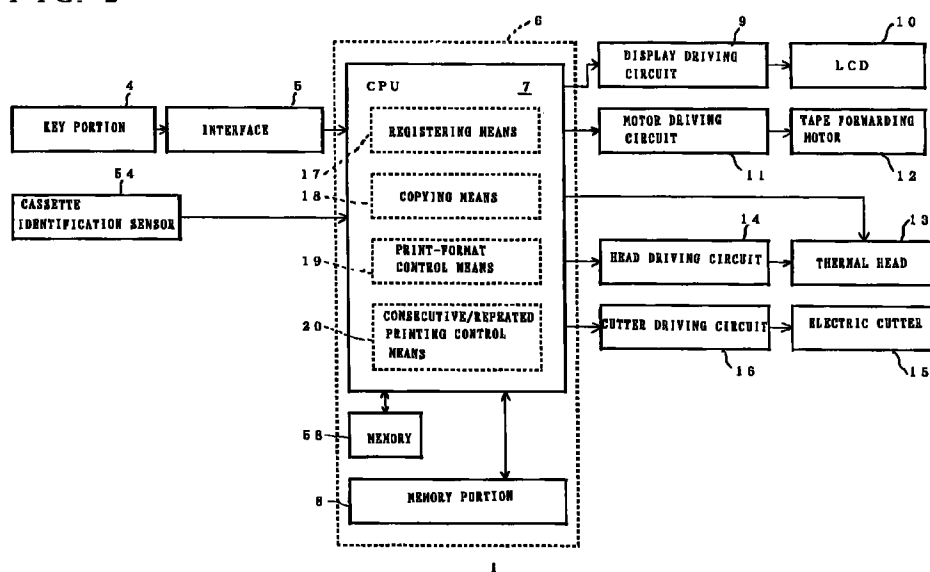 6
9
10
DISPLAY DRIVING
CIRCUIT
LCD
CPU
7
4
5
KEY PORTION
INTERFACE
REGISTERING MEANS
MOTOR DRIVING
CIRCUIT
TAPE FORWARDING
MOTOR
17
11
12
54
CASSETTE
IDENTIFICATION SENSOR
18
COPYING MEANS
14
13
19
PRINT-FORMAT
CONTROL MEANS
HEAD DRIVING CIRCUIT
THERMAL HEAD
20
CONSECUTIVE/REPEATED
PRINTING CONTROL
MEANS
CUTTER DRIVING CIRCUIT
ELECTRIC CUTTER
16
15
MEMORY
8
MEMORY PORTION